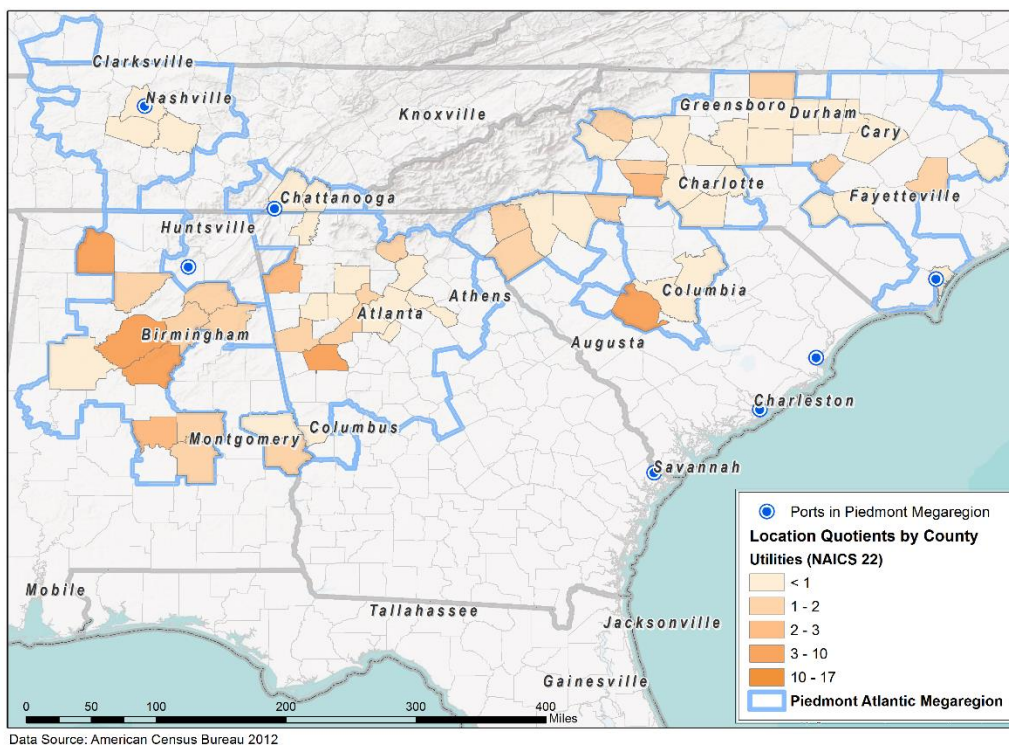 Clarksville
Nashville
Knoxville
Greensboro
Durham
Cary
Chattanooga
Charlotte
Fayetteville
Huntsville
Athens
Columbia
Atlanta
Birmingham
Augusta
Charleston
Columbus
Montgomery
Savannah
Mobile
Tallahassee
Jacksonville
Gainesville
Ports in Piedmont Megaregion
Location Quotients by County
Utilities (NAICS 22)
< 1
1 - 2
2 - 3
3 - 10
10 - 17
Piedmont Atlantic Megaregion
0 50 100 200 300 400
Miles
Data Source: American Census Bureau 2012